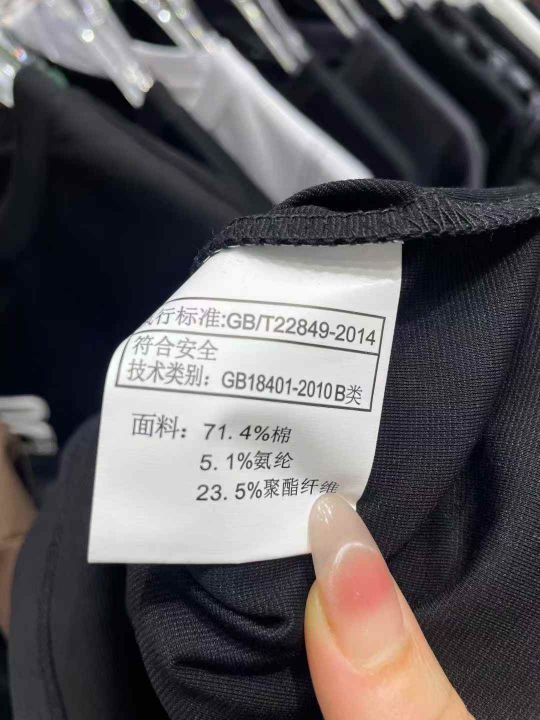 执行标准:GB/T22849-2014
符合安全
技术类别: GB18401-2010B类
面料: 71.4%棉
5.1%氨纶
23.5%聚酯纤维